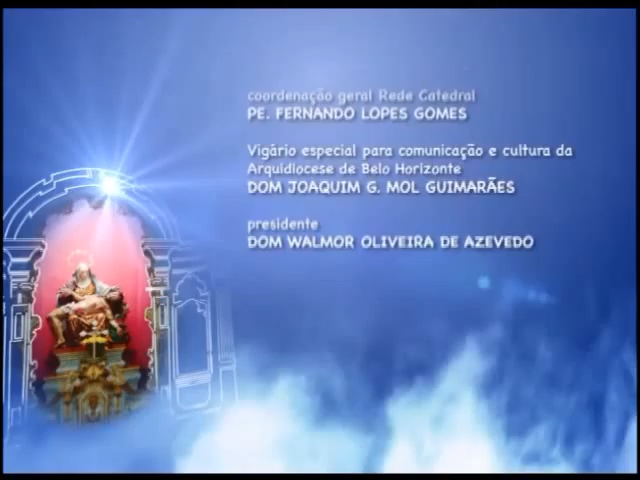 coordenação geral Rede Catedral
PE. FERNANDO LOPES GOMES
Vigário especial para comunicação e cultura da
Arquidiocese de Belo Horizonte
DOM JOAQUIM G. MOL GUIMARÃES
presidente
DOM WALMOR OLIVEIRA DE AZEVEDO